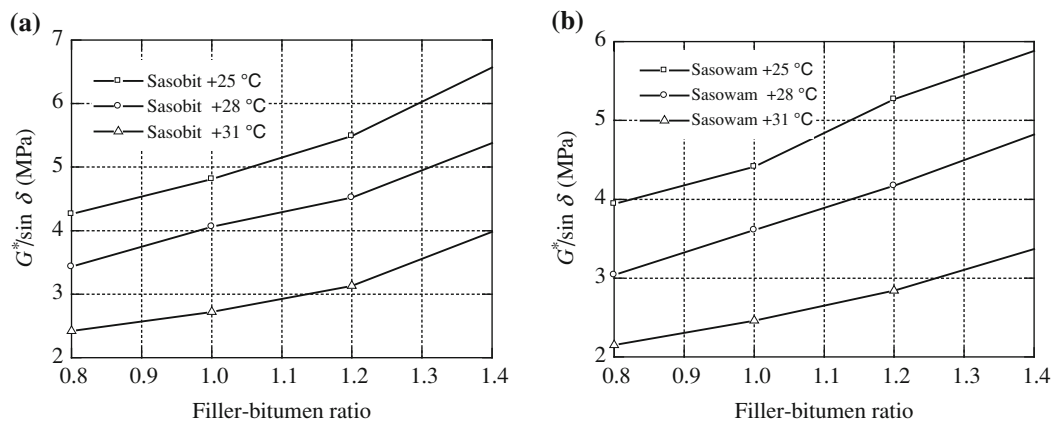 (a)
7
6
5
4
3
2
G*/sin δ (MPa)
Sasobit +25 °C
Sasobit +28 °C
Sasobit +31 °C
0.8 0.9 1.0 1.1 1.2 1.3 1.4
Filler-bitumen ratio
(b)
6
5
4
3
2
G*/sin δ (MPa)
Sasowam +25 °C
Sasowam +28 °C
Sasowam +31 °C
0.8 0.9 1.0 1.1 1.2 1.3 1.4
Filler-bitumen ratio